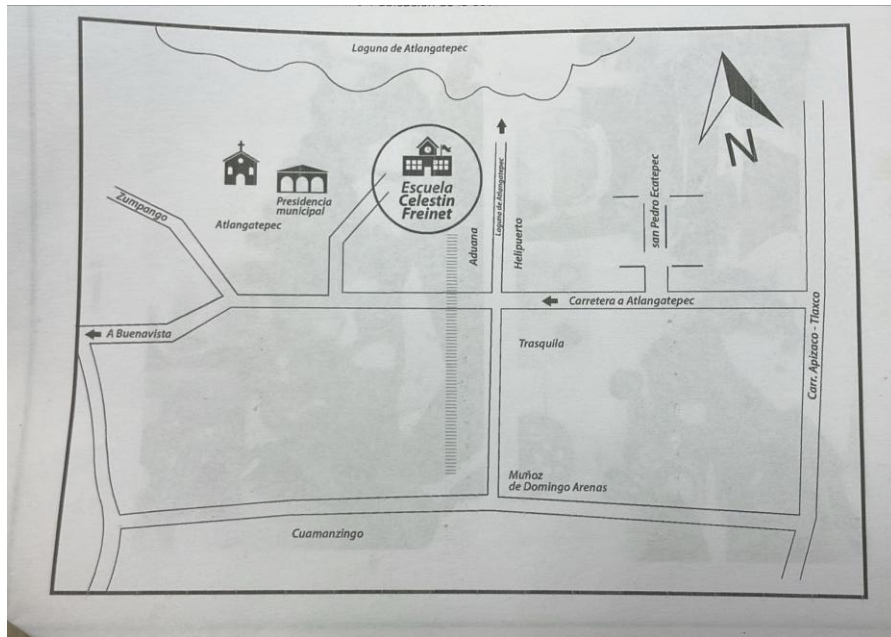 Laguna de Atlangatepec
N
Zumpango
Presidencia
municipal
Atlangatepec
Escuela
Celestin
Freinet
Aduana
Laguna de Atlangatepec
Helipuerto
san Pedro Ecatepec
Carretera a Atlangatepec
A Buenavista
Trasquila
Carr. Apizaco - Tlaxco
Muñoz
de Domingo Arenas
Cuamanzingo